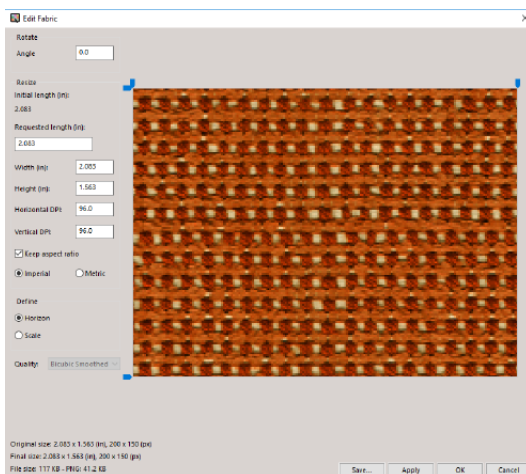 Edit Fabric
Rotate
Angle 0.0
Resize
Initial length (in):
2.083
Requested length (in):
2.083
Width (in): 2.083
Height (in): 1.563
Horizontal DPI: 96.0
Vertical DPI: 96.0
Keep aspect ratio
Imperial Metric
Define
Horizon
Scale
Quality: Bicubic Smoothed
Original size: 2.083 x 1.563 (in), 200 x 150 (px)
Final size: 2.083 x 1.563 (in), 200 x 150 (px)
File size: 117 KB - PNG: 41.2 KB
Save... Apply OK Cancel